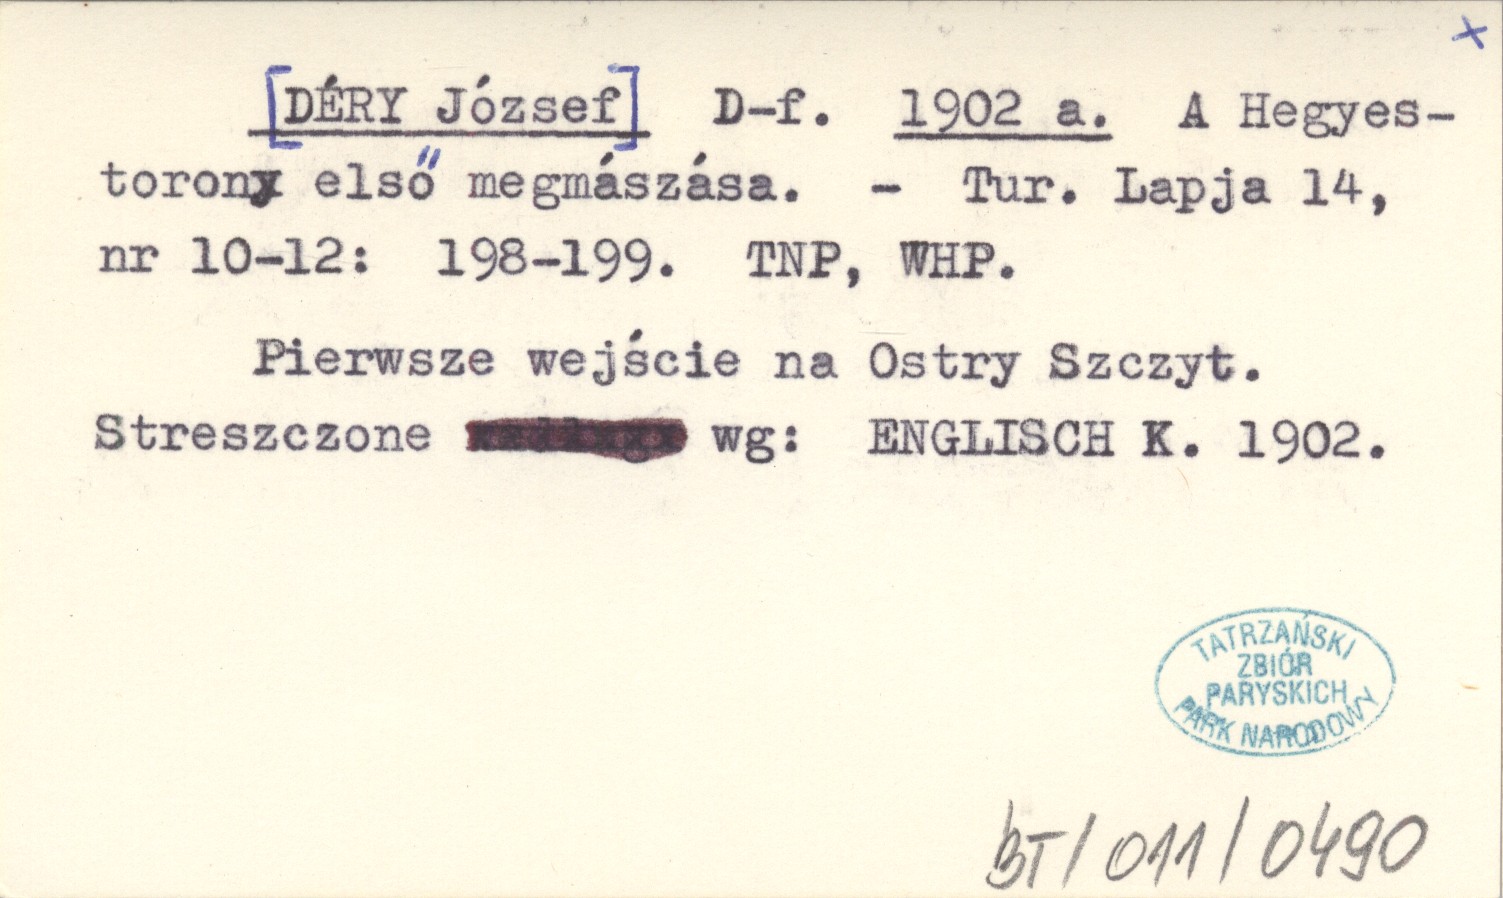 x
[DÉRY József] D-f. 1902 a. A Hegyes-
torony első megmászása. - Tur. Lapja 14,
nr 10-12: 198-199. TNP, WHP.
Pierwsze wejście na Ostry Szczyt.
Streszczone wg: ENGLISCH K. 1902.
TATRZAŃSKI
ZBIÓR
PARYSKICH
PARK NARODOWY
BT/011/0490